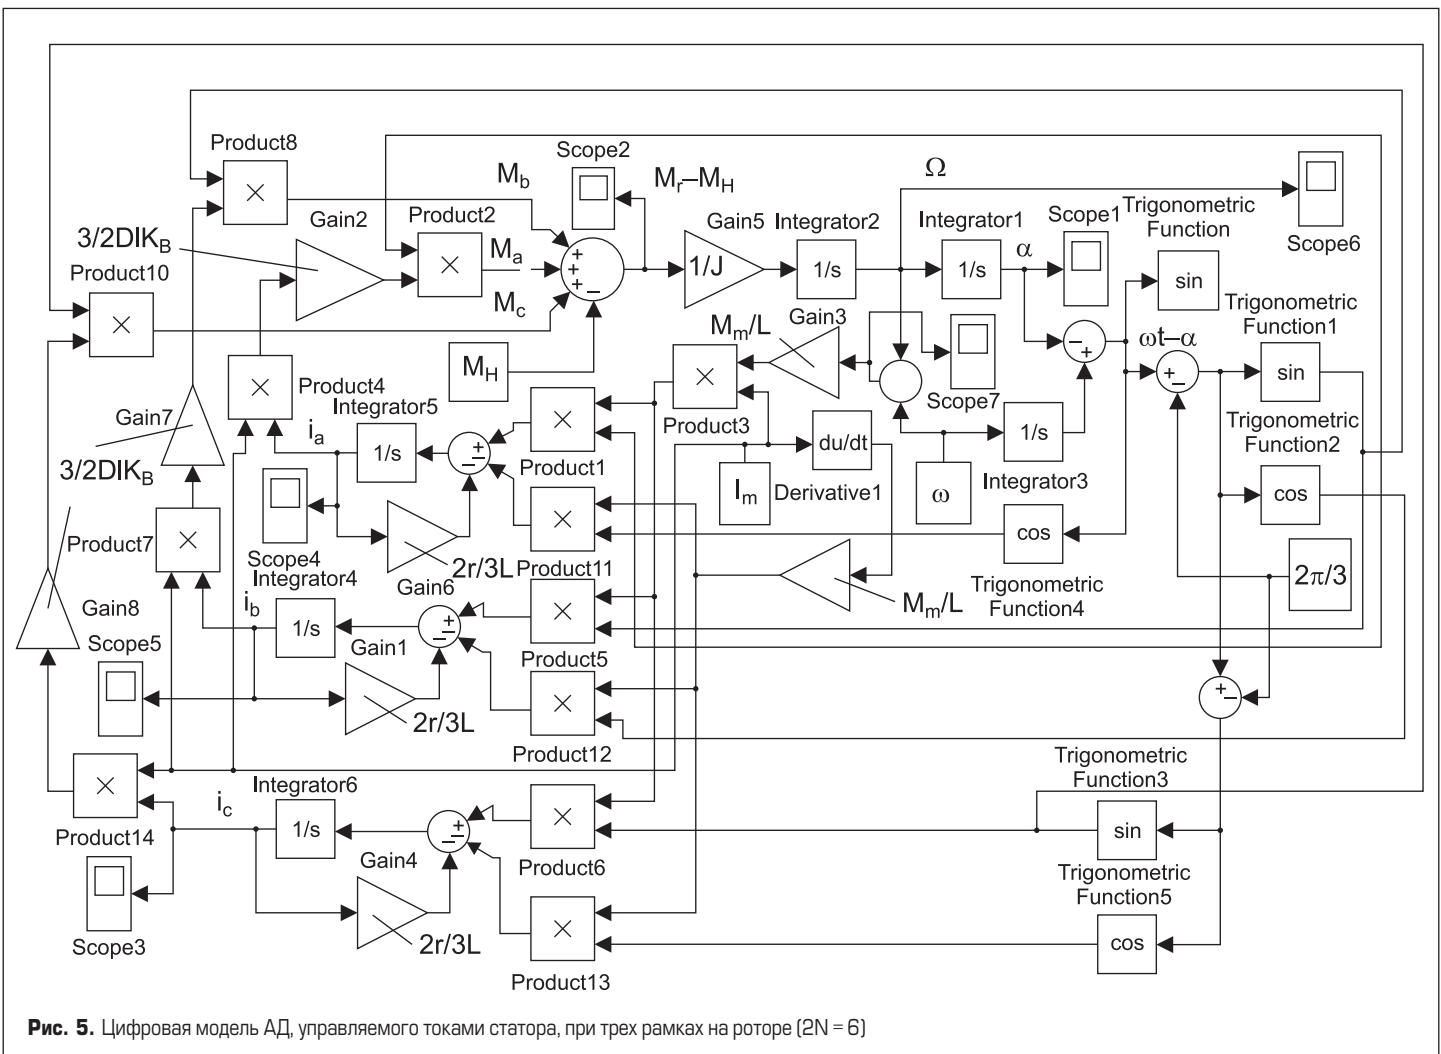 Product8
Scope2
M_b
M_r–M_H
Ω
Trigonometric
Function
Scope6
3/2DIK_B
Gain2
Product2
Gain5
Integrator2
Integrator1
Scope1
×
×
M_a
+
+
+
–
1/J
1/s
1/s
α
sin
Product10
×
M_c
M_H
M_m/L
Gain3
Trigonometric
Function1
ωt–α
– +
+ –
sin
×
Product4
Integrator5
×
Product3
Scope7
Gain7
i_a
1/s
+
– –
×
Product1
du/dt
1/s
Trigonometric
Function2
3/2DIK_B
I_m
Derivative1
ω
Integrator3
cos
Product7
×
Scope4
Integrator4
Gain6
2r/3L
×
Product11
cos
Trigonometric
Function4
2π/3
Gain8
i_b
1/s
+
– –
×
M_m/L
Scope5
Gain1
Product5
2r/3L
×
Product12
+ –
×
Product14
i_c
Integrator6
1/s
+
– –
×
Product6
Trigonometric
Function3
sin
Gain4
Trigonometric
Function5
Scope3
2r/3L
×
Product13
cos
Рис. 5. Цифровая модель АД, управляемого токами статора, при трех рамках на роторе (2N = 6)